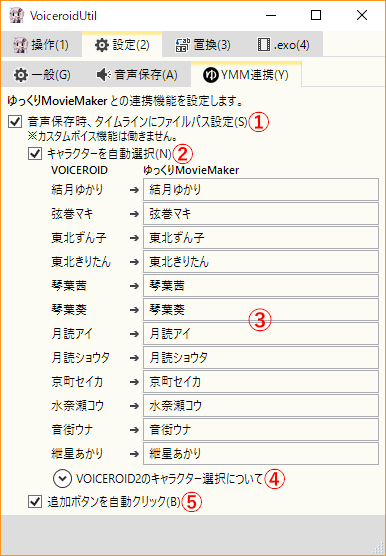 VoiceroidUtil
操作(1) 設定(2) 置換(3) .exo(4)
一般(G) 音声保存(A) ゆ YMM連携(Y)
ゆっくりMovieMaker との連携機能を設定します。
音声保存時、タイムラインにファイルパス設定(S) ①
※カスタムボイス機能は働きません。
キャラクターを自動選択(N) ②
VOICEROID ゆっくりMovieMaker
結月ゆかり → 結月ゆかり
弦巻マキ → 弦巻マキ
東北ずん子 → 東北ずん子
東北きりたん → 東北きりたん
琴葉茜 → 琴葉茜
琴葉葵 → 琴葉葵
③
月読アイ → 月読アイ
月読ショウタ → 月読ショウタ
京町セイカ → 京町セイカ
水奈瀬コウ → 水奈瀬コウ
音街ウナ → 音街ウナ
紲星あかり → 紲星あかり
VOICEROID2のキャラクター選択について ④
追加ボタンを自動クリック(B) ⑤